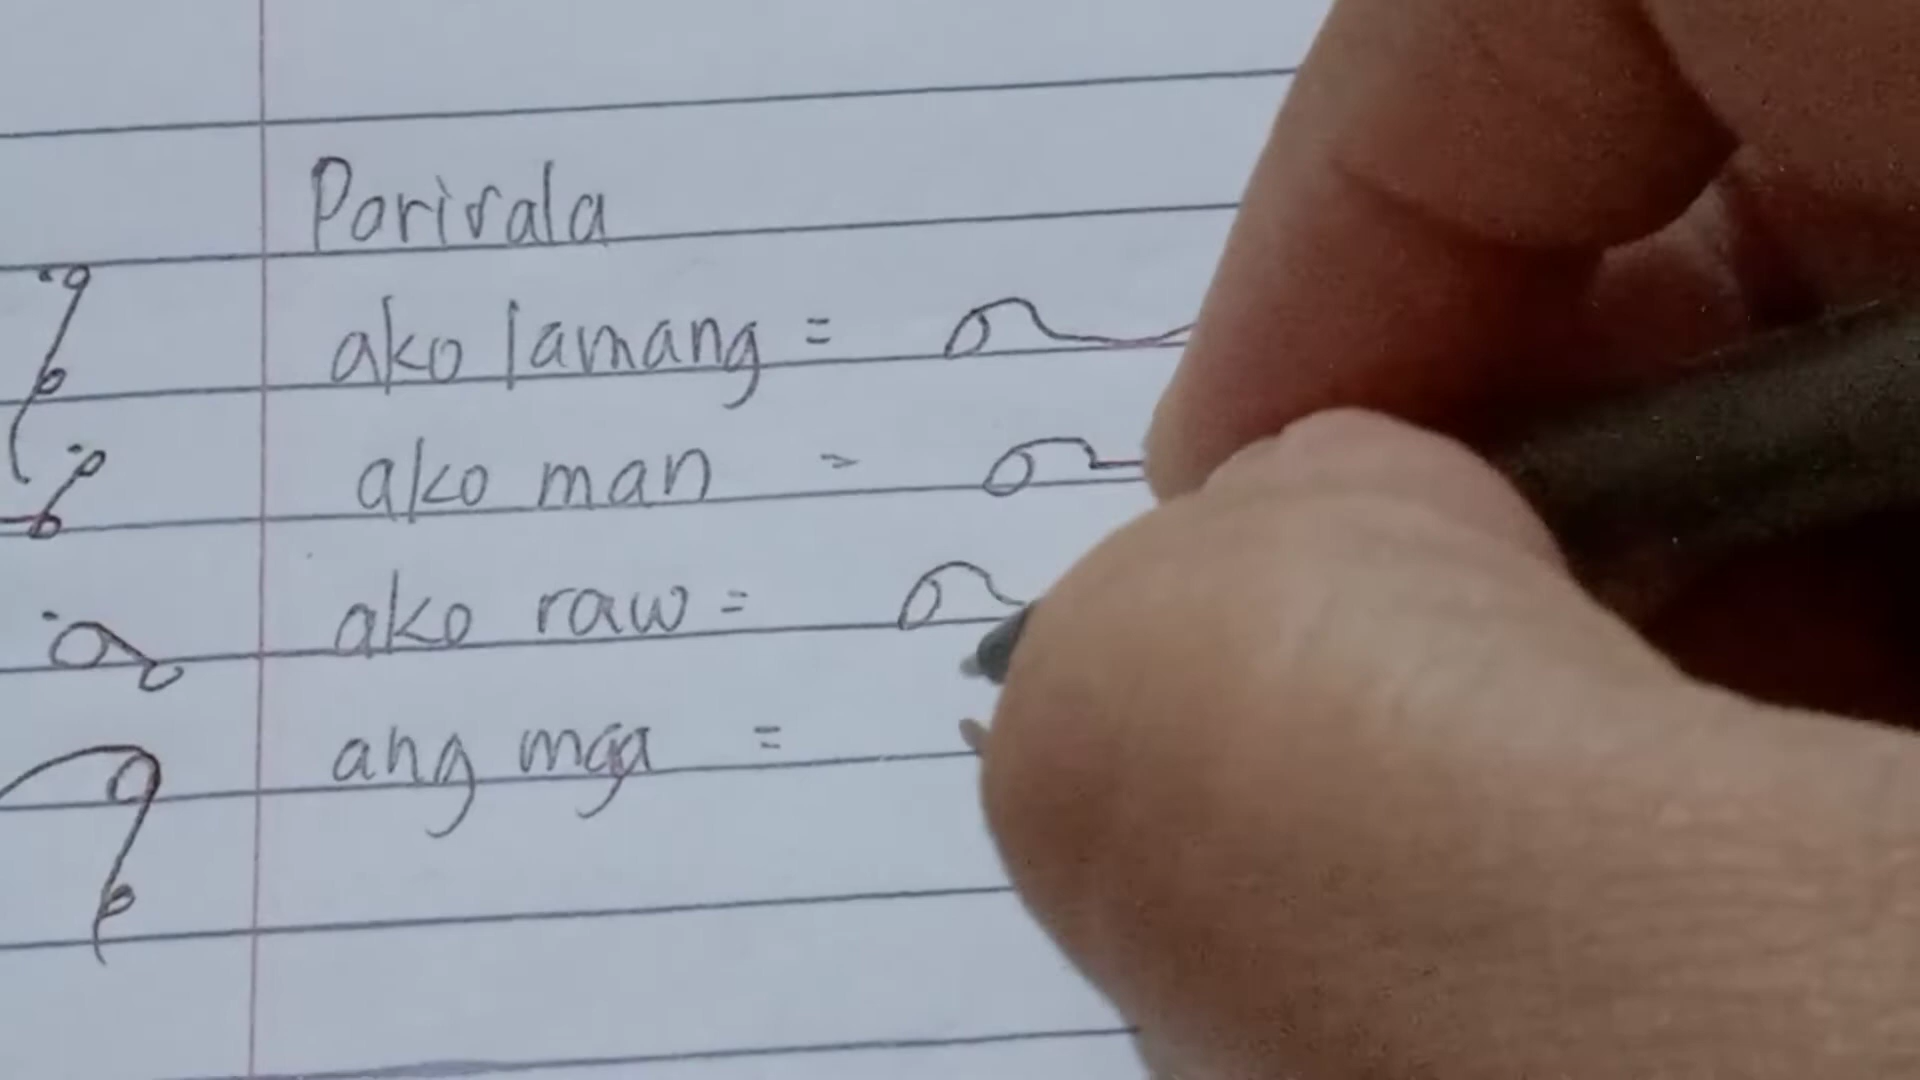 Parirala
ako lamang =
ako man =
ako raw =
ang mga =